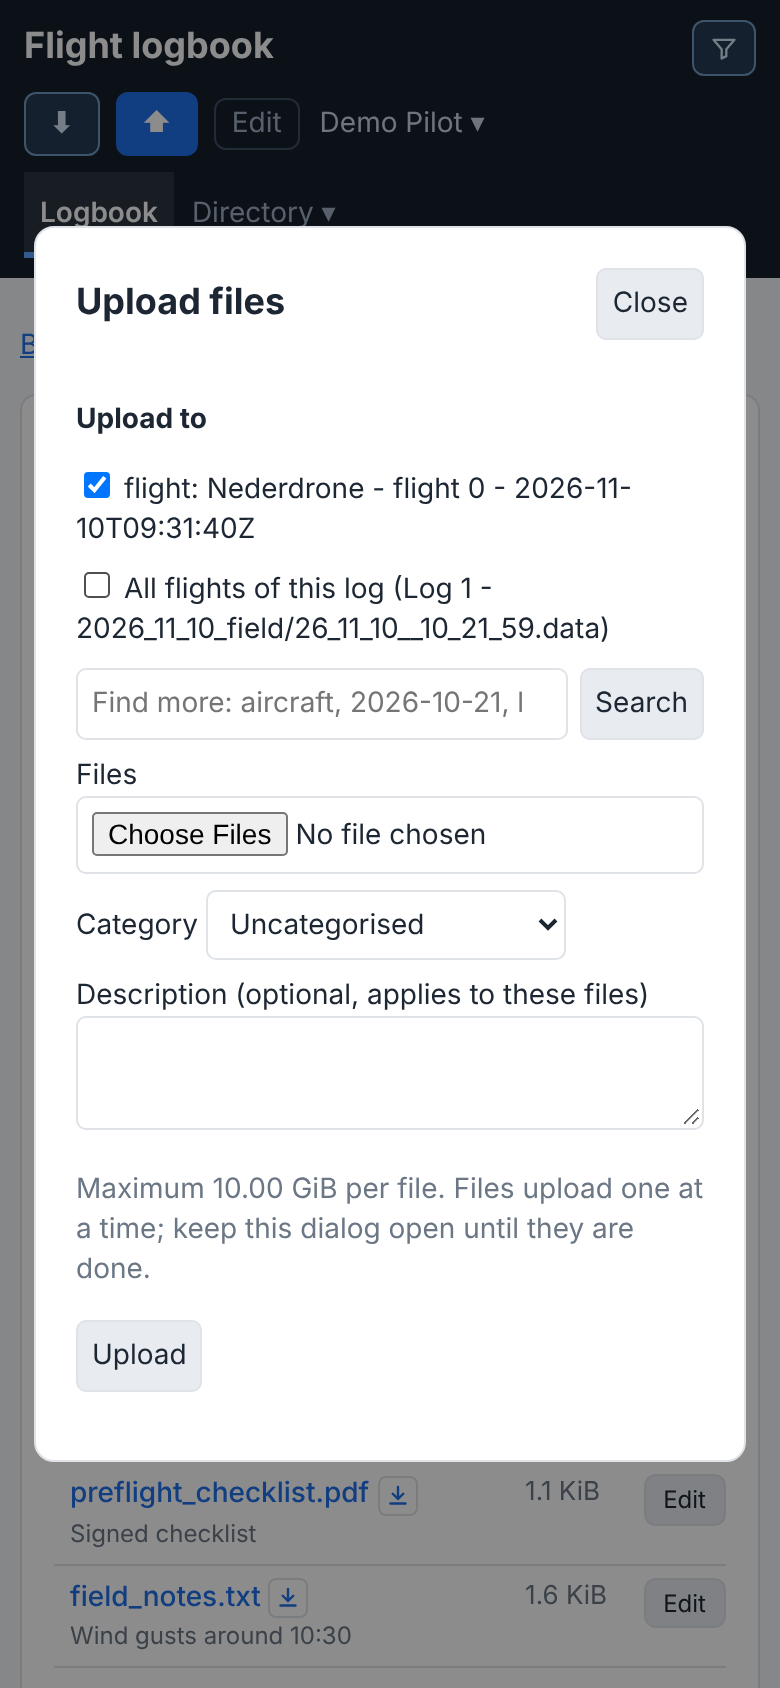 Flight logbook
Edit
Demo Pilot ▾
Logbook
Directory ▾
Upload files
Close
Upload to
flight: Nederdrone - flight 0 - 2026-11-
10T09:31:40Z
All flights of this log (Log 1 -
2026_11_10_field/26_11_10__10_21_59.data)
Find more: aircraft, 2026-10-21, l
Search
Files
Choose Files No file chosen
Category
Uncategorised
Description (optional, applies to these files)
Maximum 10.00 GiB per file. Files upload one at
a time; keep this dialog open until they are
done.
Upload
preflight_checklist.pdf
1.1 KiB
Edit
Signed checklist
field_notes.txt
1.6 KiB
Edit
Wind gusts around 10:30